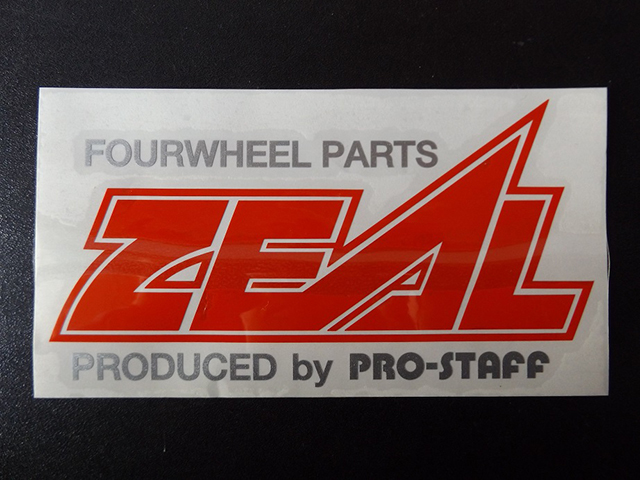 FOURWHEEL PARTS
ZEAL
PRODUCED by PRO-STAFF